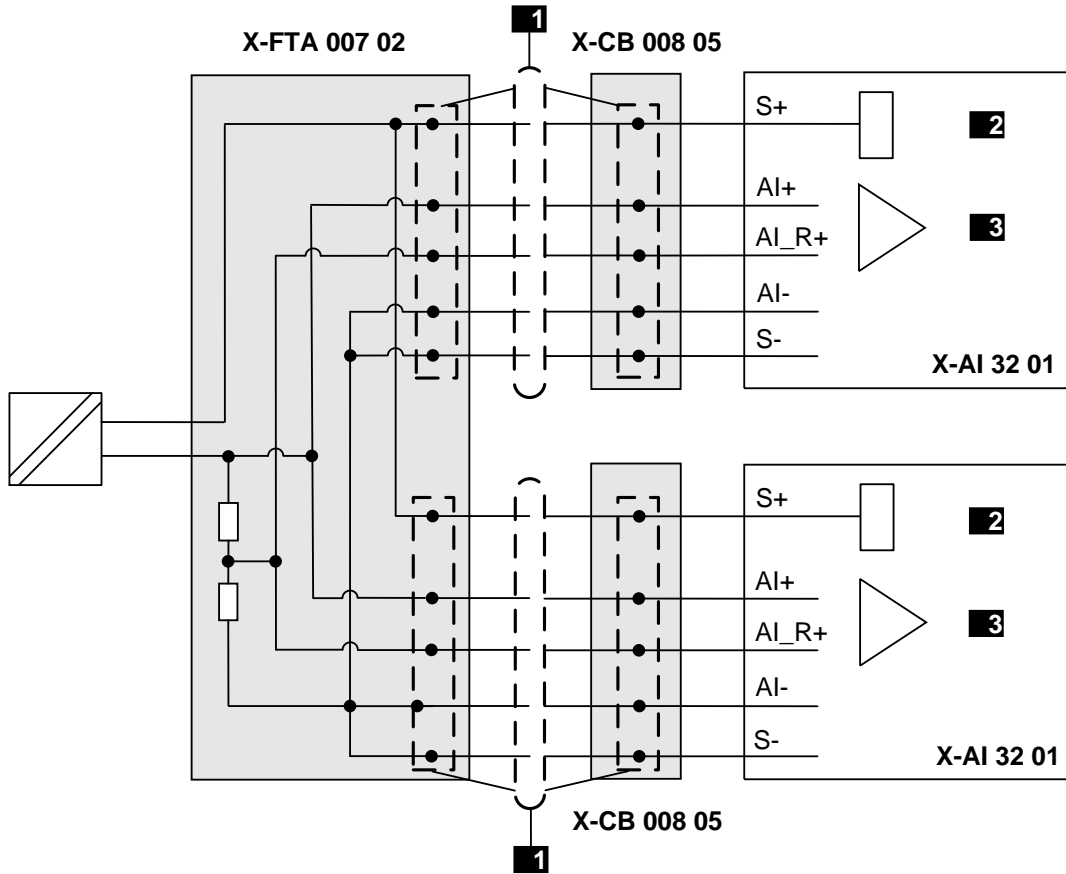 1
X-FTA 007 02
X-CB 008 05
S+
2
AI+
3
AI_R+
AI-
S-
X-AI 32 01
S+
2
AI+
3
AI_R+
AI-
S-
X-AI 32 01
X-CB 008 05
1